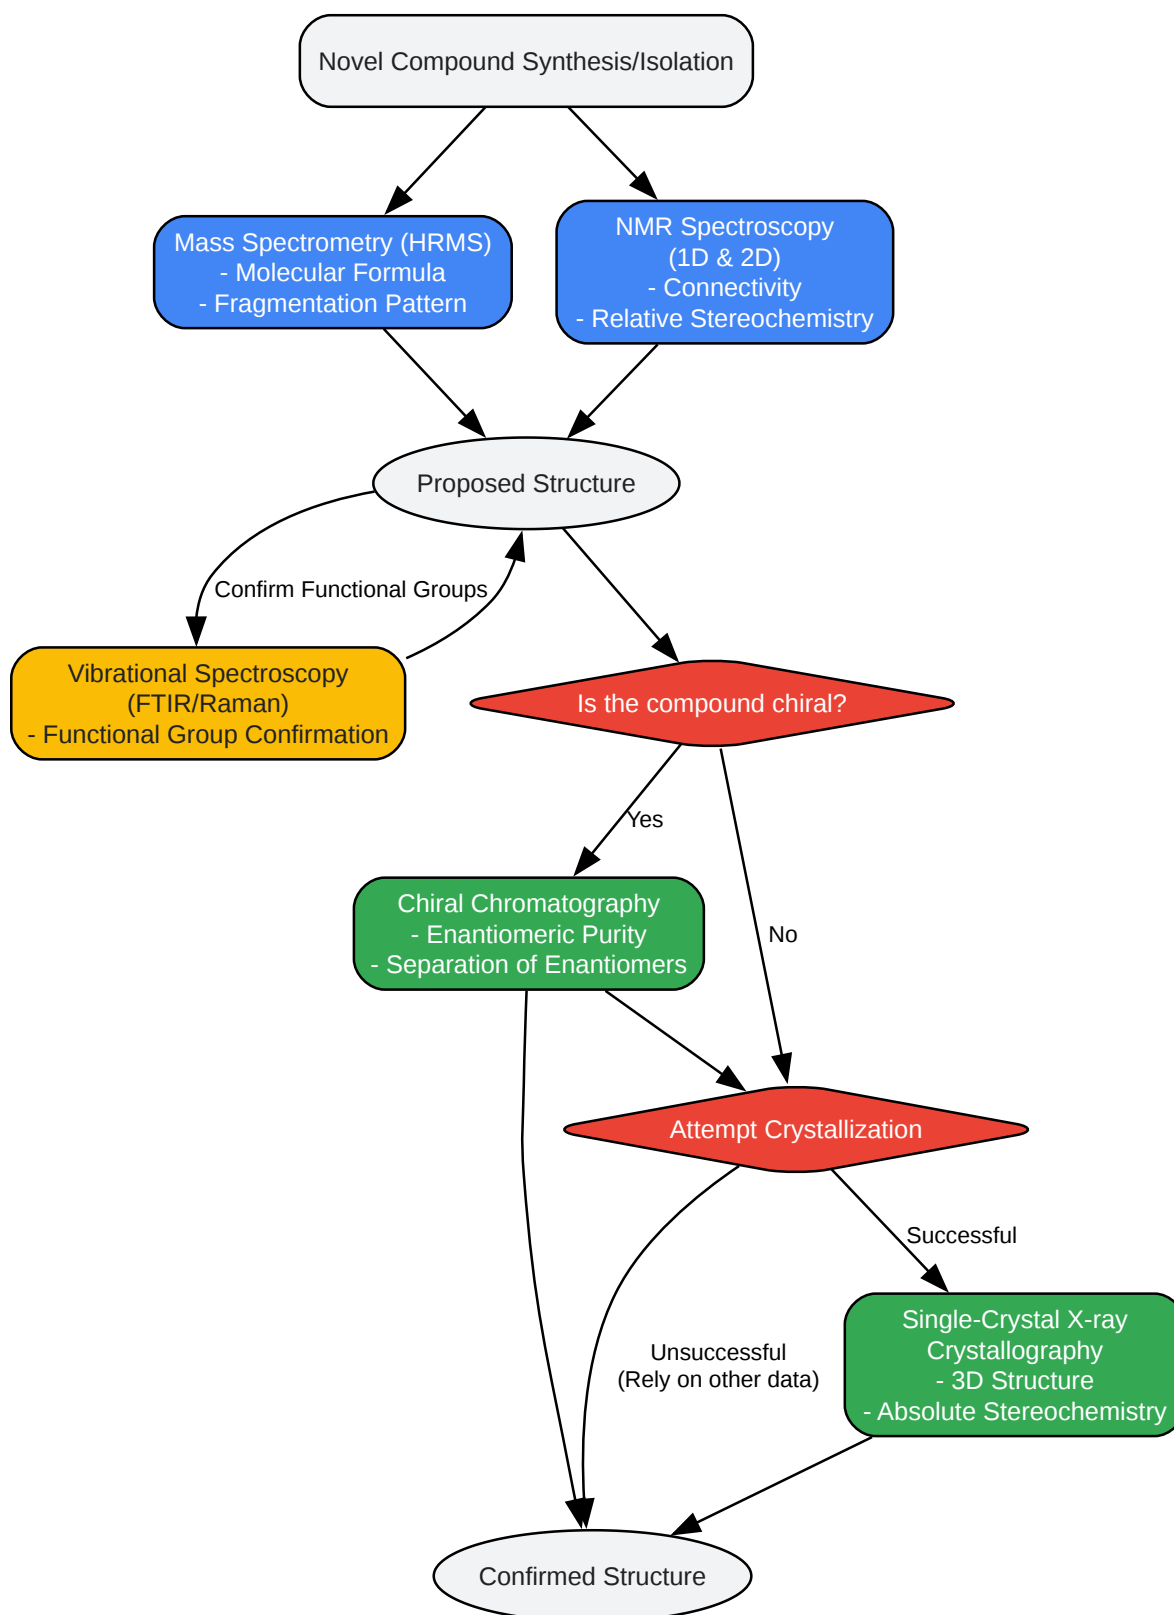 Novel Compound Synthesis/Isolation
Mass Spectrometry (HRMS)
- Molecular Formula
- Fragmentation Pattern
NMR Spectroscopy
(1D & 2D)
- Connectivity
- Relative Stereochemistry
Proposed Structure
Confirm Functional Groups
Vibrational Spectroscopy
(FTIR/Raman)
- Functional Group Confirmation
Is the compound chiral?
Yes
Chiral Chromatography
- Enantiomeric Purity
- Separation of Enantiomers
No
Attempt Crystallization
Successful
Unsuccessful
(Rely on other data)
Single-Crystal X-ray
Crystallography
- 3D Structure
- Absolute Stereochemistry
Confirmed Structure